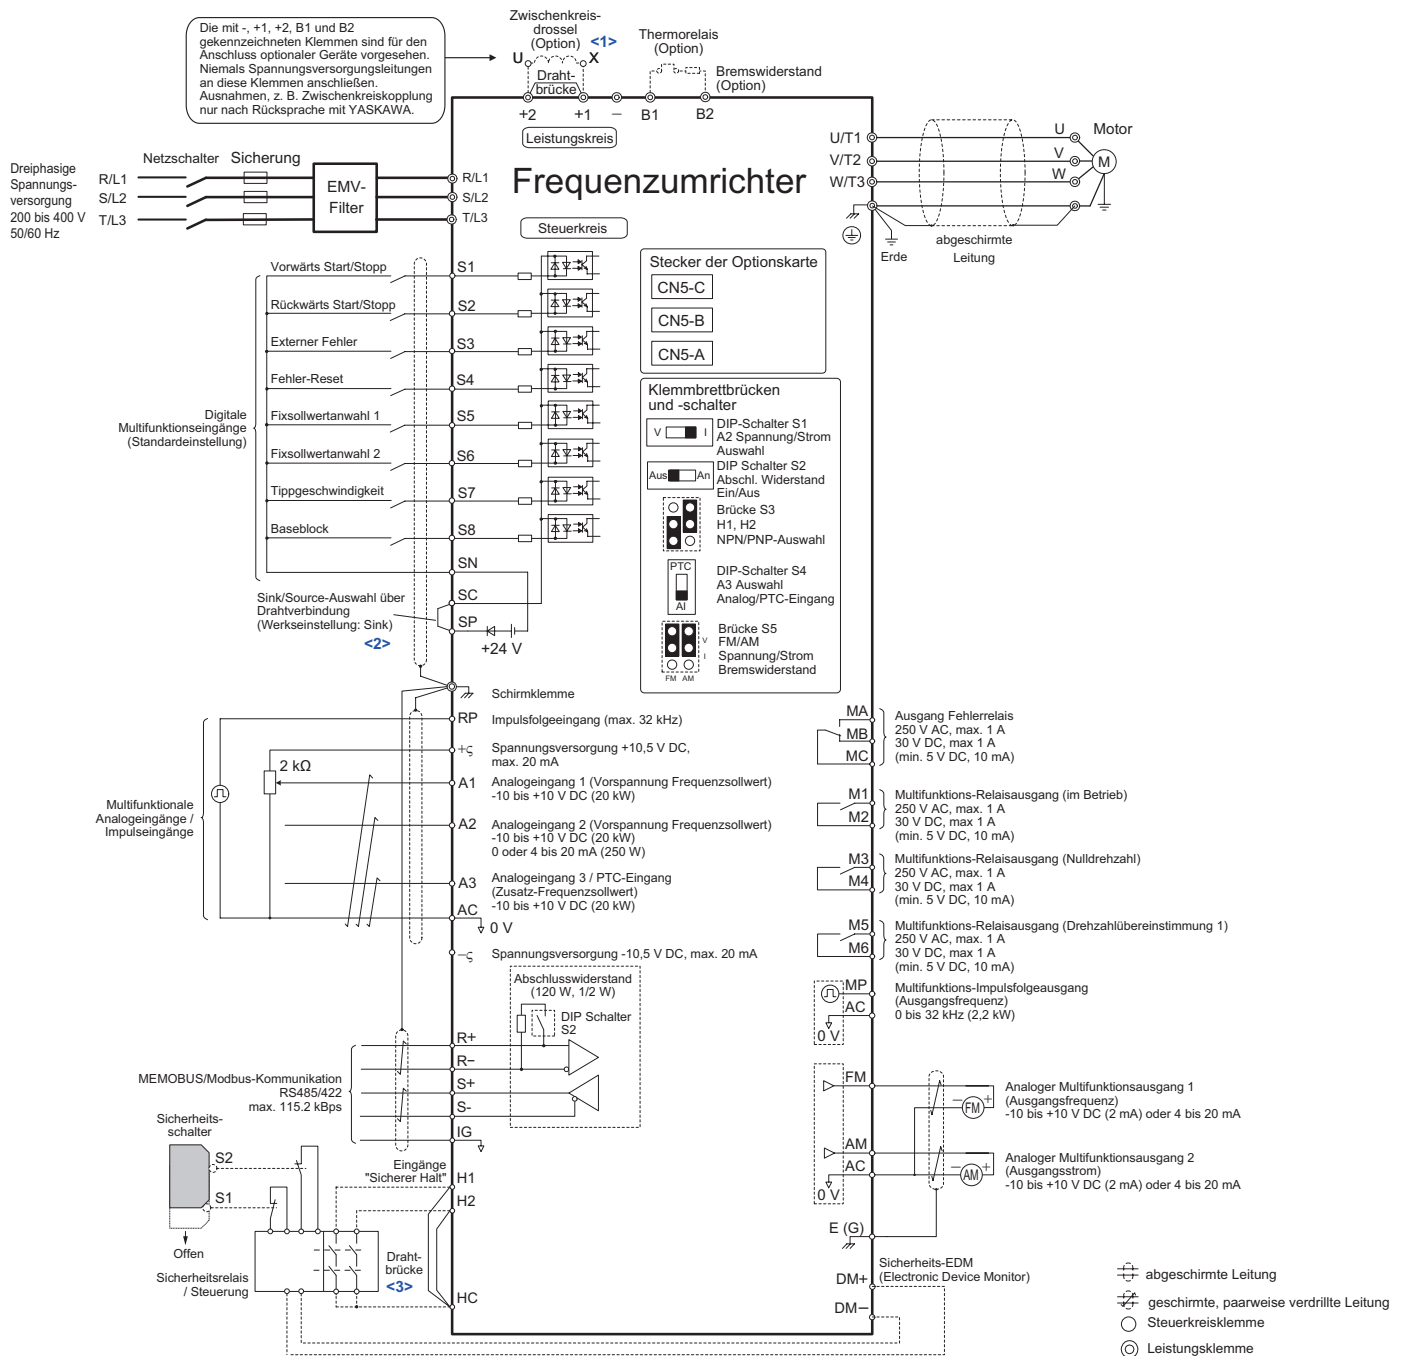 Die mit -, +1, +2, B1 und B2
gekennzeichneten Klemmen sind für den
Anschluss optionaler Geräte vorgesehen.
Niemals Spannungsversorgungsleitungen
an diese Klemmen anschließen.
Ausnahmen, z. B. Zwischenkreiskopplung
nur nach Rücksprache mit YASKAWA.
Zwischenkreis-
drossel
(Option) <1>
U X
Draht-
brücke
Thermorelais
(Option)
Bremswiderstand
(Option)
+2 +1 – B1 B2
Leistungskreis
Frequenzumrichter
Dreiphasige
Spannungs-
versorgung
200 bis 400 V
50/60 Hz
Netzschalter Sicherung
R/L1
S/L2
T/L3
EMV-
Filter
R/L1
S/L2
T/L3
U/T1
V/T2
W/T3
U
V
W
Motor
M
Erde
abgeschirmte
Leitung
Steuerkreis
Vorwärts Start/Stopp S1
Rückwärts Start/Stopp S2
Externer Fehler S3
Fehler-Reset S4
Fixsollwertanwahl 1 S5
Fixsollwertanwahl 2 S6
Tippgeschwindigkeit S7
Baseblock S8
SN
SC
SP
+24 V
Digitale
Multifunktionseingänge
(Standardeinstellung)
Sink/Source-Auswahl über
Drahtverbindung
(Werkseinstellung: Sink)
<2>
Stecker der Optionskarte
CN5-C
CN5-B
CN5-A
Klemmbrettbrücken
und -schalter
V I
DIP-Schalter S1
A2 Spannung/Strom
Auswahl
Aus An
DIP Schalter S2
Abschl. Widerstand
Ein/Aus
Brücke S3
H1, H2
NPN/PNP-Auswahl
PTC
AI
DIP-Schalter S4
A3 Auswahl
Analog/PTC-Eingang
V
I
FM AM
Brücke S5
FM/AM
Spannung/Strom
Bremswiderstand
Schirmklemme
RP Impulsfolgeeingang (max. 32 kHz)
+ς Spannungsversorgung +10,5 V DC,
max. 20 mA
2 kΩ
A1 Analogeingang 1 (Vorspannung Frequenzsollwert)
-10 bis +10 V DC (20 kW)
A2 Analogeingang 2 (Vorspannung Frequenzsollwert)
-10 bis +10 V DC (20 kW)
0 oder 4 bis 20 mA (250 W)
A3 Analogeingang 3 / PTC-Eingang
(Zusatz-Frequenzsollwert)
-10 bis +10 V DC (20 kW)
AC
0 V
–ς Spannungsversorgung -10,5 V DC, max. 20 mA
Multifunktionale
Analogeingänge /
Impulseingänge
Abschlusswiderstand
(120 W, 1/2 W)
DIP Schalter
S2
R+
R–
S+
S-
IG
MEMOBUS/Modbus-Kommunikation
RS485/422
max. 115.2 kBps
Sicherheits-
schalter
S2
S1
Offen
Sicherheitsrelais
/ Steuerung
Eingänge
"Sicherer Halt"
H1
H2
HC
Draht-
brücke
<3>
MA
MB
MC
Ausgang Fehlerrelais
250 V AC, max. 1 A
30 V DC, max 1 A
(min. 5 V DC, 10 mA)
M1
M2
Multifunktions-Relaisausgang (im Betrieb)
250 V AC, max. 1 A
30 V DC, max 1 A
(min. 5 V DC, 10 mA)
M3
M4
Multifunktions-Relaisausgang (Nulldrehzahl)
250 V AC, max. 1 A
30 V DC, max 1 A
(min. 5 V DC, 10 mA)
M5
M6
Multifunktions-Relaisausgang (Drehzahlübereinstimmung 1)
250 V AC, max. 1 A
30 V DC, max 1 A
(min. 5 V DC, 10 mA)
MP
AC
0 V
Multifunktions-Impulsfolgeausgang
(Ausgangsfrequenz)
0 bis 32 kHz (2,2 kW)
FM
– FM +
Analoger Multifunktionsausgang 1
(Ausgangsfrequenz)
-10 bis +10 V DC (2 mA) oder 4 bis 20 mA
AM
AC
0 V
– AM +
Analoger Multifunktionsausgang 2
(Ausgangsstrom)
-10 bis +10 V DC (2 mA) oder 4 bis 20 mA
E (G)
DM+
DM–
Sicherheits-EDM
(Electronic Device Monitor)
abgeschirmte Leitung
geschirmte, paarweise verdrillte Leitung
Steuerkreisklemme
Leistungsklemme